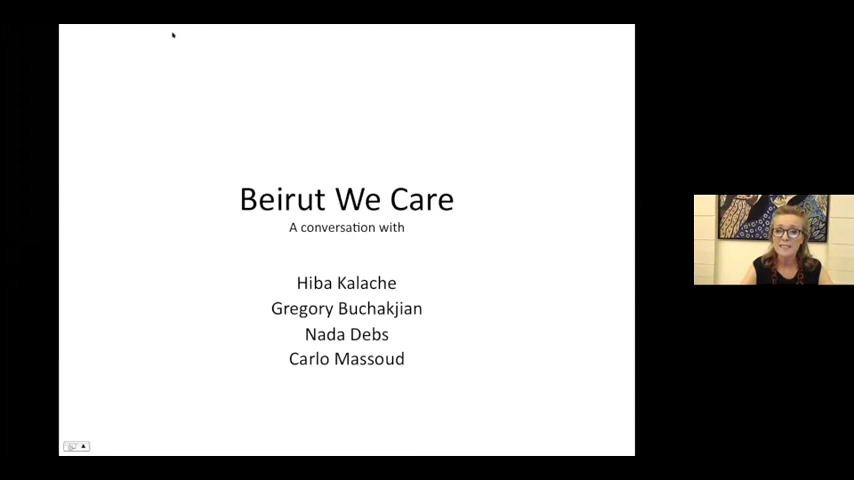 Beirut We Care
A conversation with
Hiba Kalache
Gregory Buchakjian
Nada Debs
Carlo Massoud